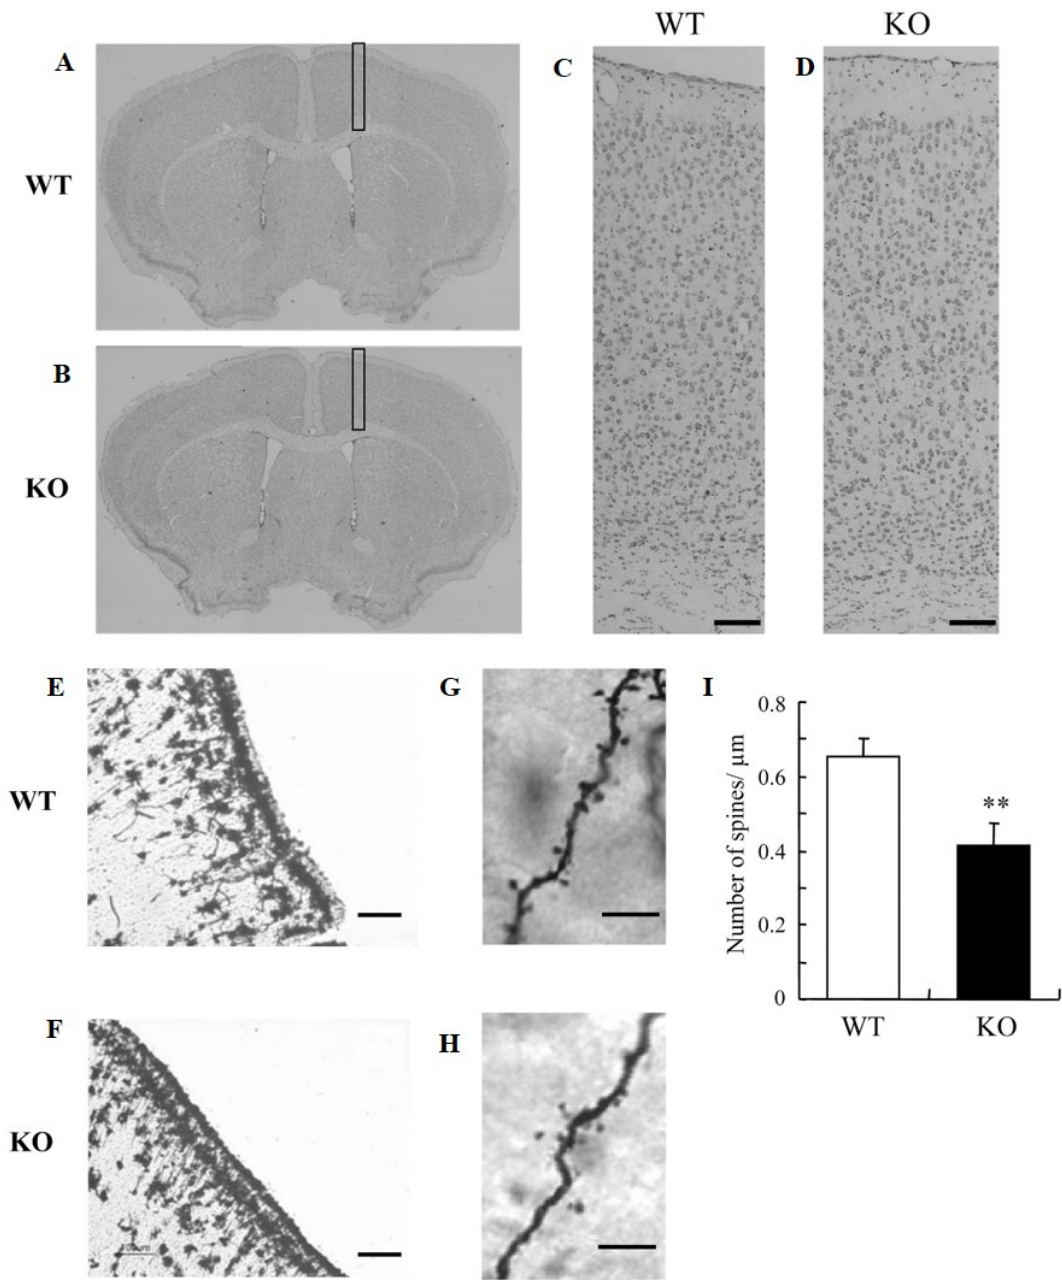 WT KO
A
C
D
WT
B
KO
E
G
I
0.8
WT
0.6
**
Number of spines/ µm
0.4
0.2
0
WT KO
F
H
KO
100um